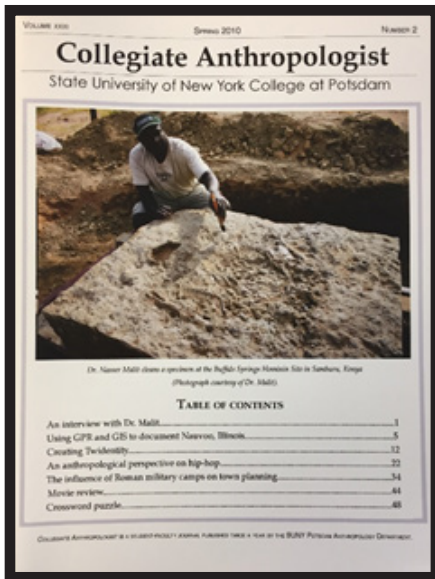 VOLUME XXIX SPRING 2010 NUMBER 2
Collegiate Anthropologist
State University of New York College at Potsdam
Dr. Nasser Malit cleans a specimen at the Buffalo Springs Hominin Site in Samburu, Kenya
(Photograph courtesy of Dr. Malit).
TABLE OF CONTENTS
An interview with Dr. Malit 1
Using GPR and GIS to document Nauvoo, Illinois 5
Creating Twidentity 12
An anthropological perspective on hip-hop 22
The influence of Roman military camps on town planning 34
Movie review 44
Crossword puzzle 48
COLLEGIATE ANTHROPOLOGIST IS A STUDENT-FACULTY JOURNAL PUBLISHED TWICE A YEAR BY THE SUNY POTSDAM ANTHROPOLOGY DEPARTMENT.